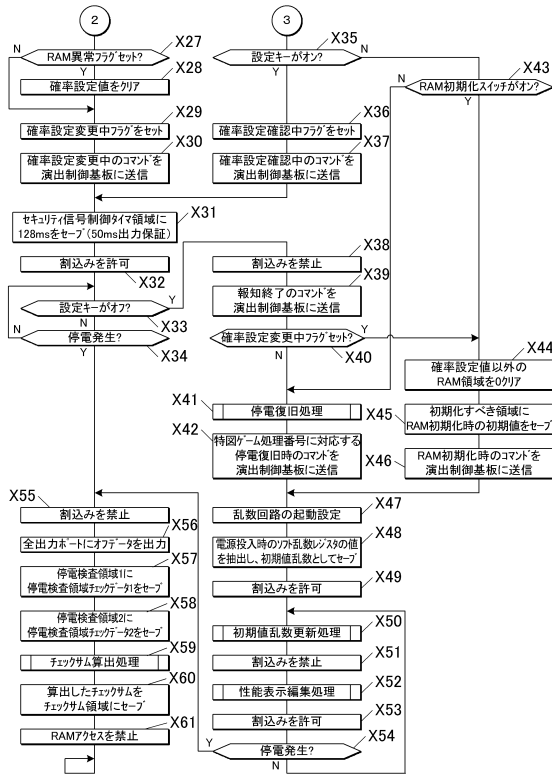 2
X27
RAM異常フラグセット?
N
Y
X28
確率設定値をクリア
X29
確率設定変更中フラグをセット
X30
確率設定変更中のコマンドを
演出制御基板に送信
X31
セキュリティ信号制御タイマ領域に
128msをセーブ(50ms出力保証)
割込みを許可
X32
設定キーがオフ?
Y
N
X33
停電発生?
N
Y
X34
3
X35
設定キーがオン?
N
Y
X36
確率設定確認中フラグをセット
X37
確率設定確認中のコマンドを
演出制御基板に送信
X38
割込みを禁止
X39
報知終了のコマンドを
演出制御基板に送信
確率設定変更中フラグセット?
Y
N
X40
X41
停電復旧処理
X42
特図ゲーム処理番号に対応する
停電復旧時のコマンドを
演出制御基板に送信
X43
RAM初期化スイッチがオン?
N
Y
X44
確率設定値以外の
RAM領域を0クリア
X45
初期化すべき領域に
RAM初期化時の初期値をセーブ
X46
RAM初期化時のコマンドを
演出制御基板に送信
X47
乱数回路の起動設定
X48
電源投入時のソフト乱数レジスタの値
を抽出し、初期値乱数としてセーブ
X49
割込みを許可
X50
初期値乱数更新処理
X51
割込みを禁止
X52
性能表示編集処理
X53
割込みを許可
X54
停電発生?
Y
N
X55
割込みを禁止
X56
全出力ポートにオフデータを出力
X57
停電検査領域1に
停電検査領域チェックデータ1をセーブ
X58
停電検査領域2に
停電検査領域チェックデータ2をセーブ
X59
チェックサム算出処理
X60
算出したチェックサムを
チェックサム領域にセーブ
X61
RAMアクセスを禁止